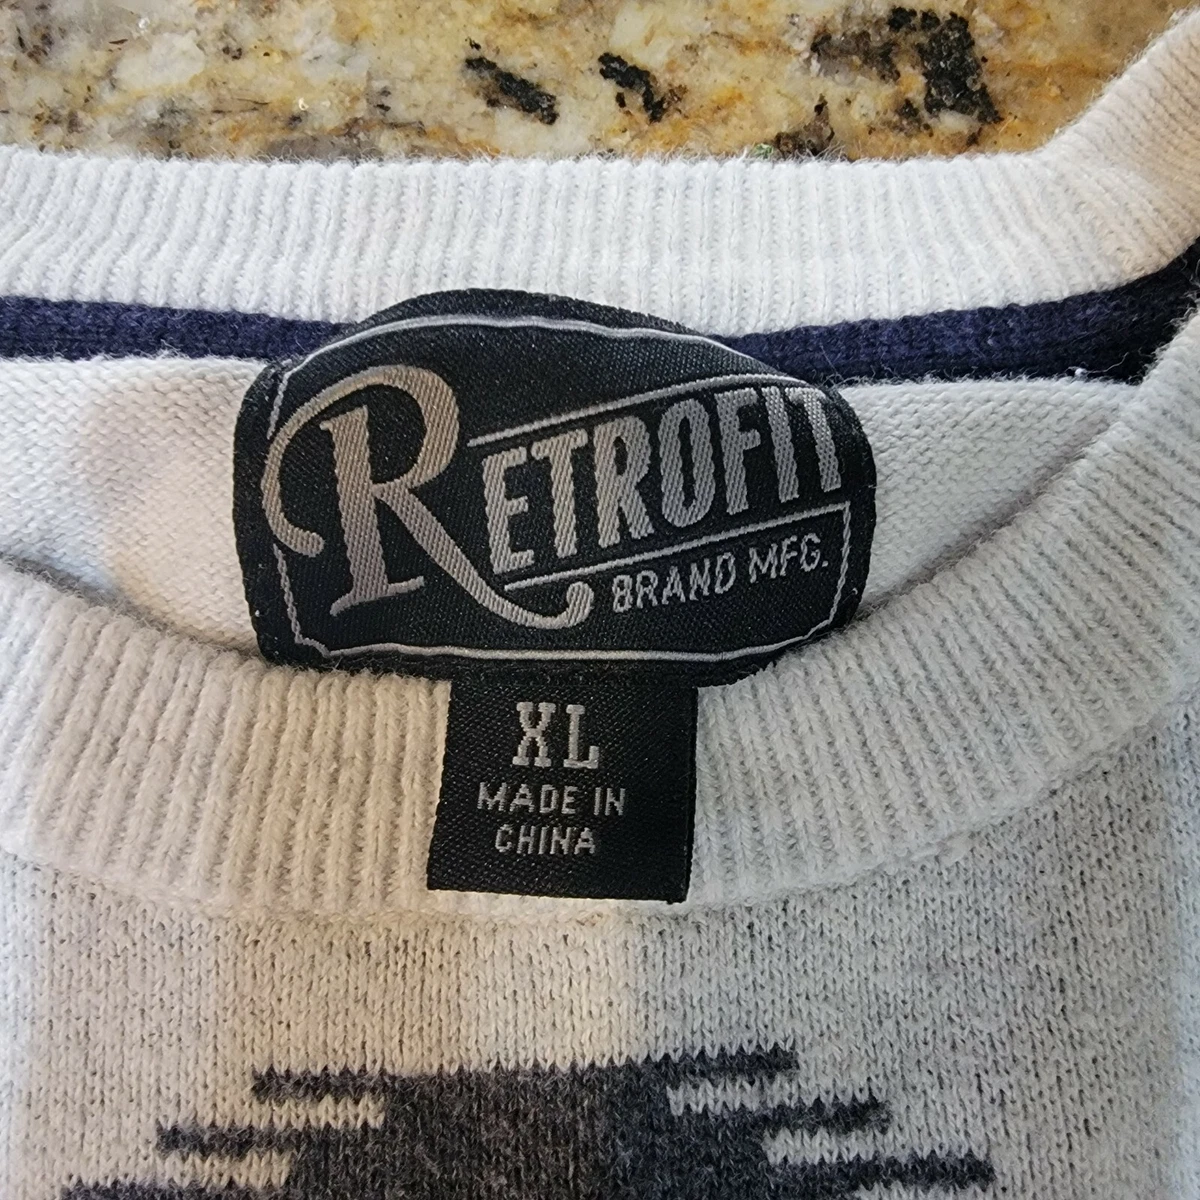 RETROFIT
BRAND MFG.
XL
MADE IN
CHINA